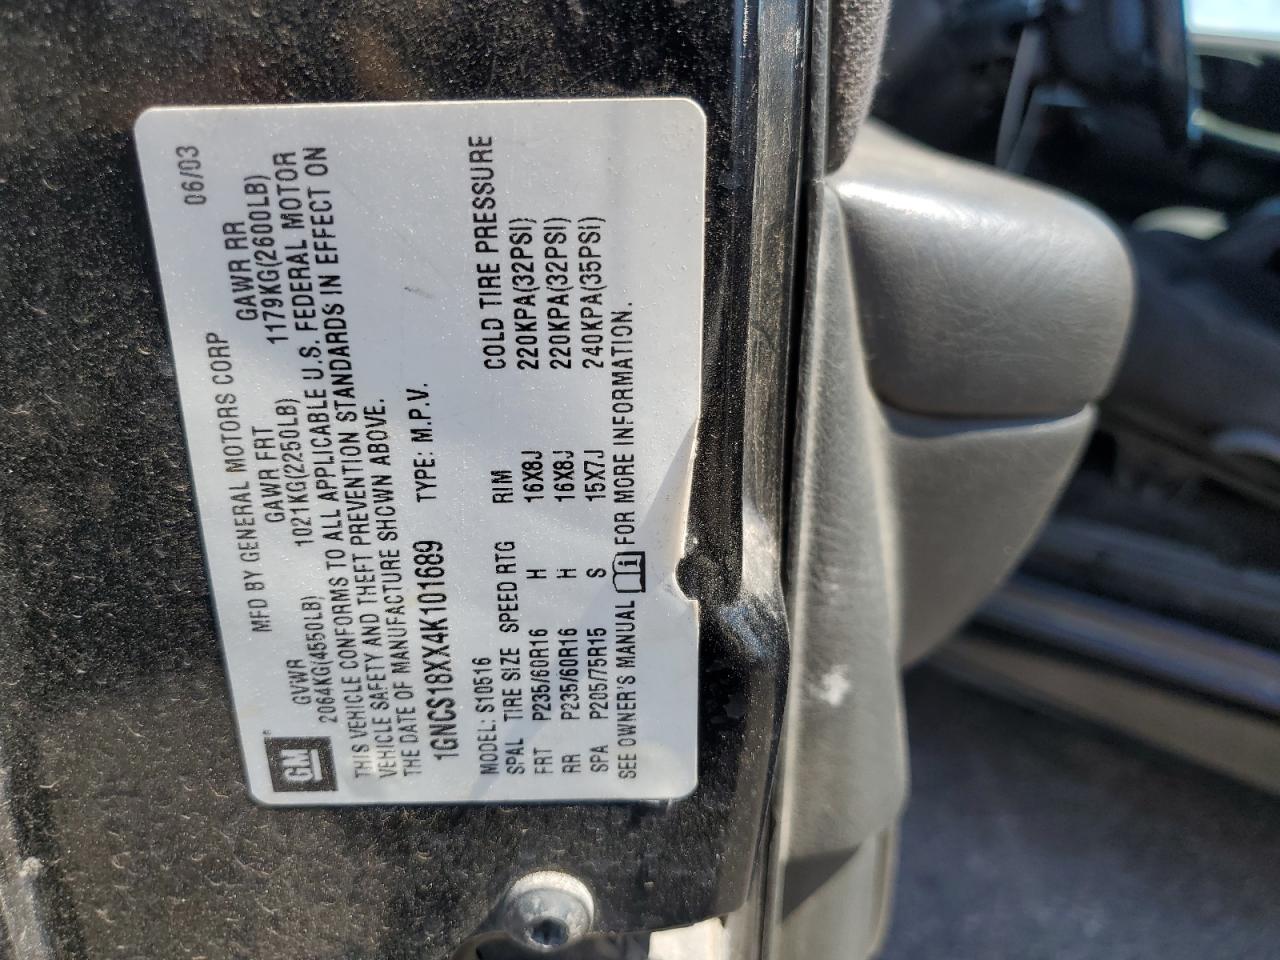 06/03
MFD BY GENERAL MOTORS CORP
GVWR GAWR FRT GAWR RR
2064KG(4550LB) 1021KG(2250LB) 1179KG(2600LB)
THIS VEHICLE CONFORMS TO ALL APPLICABLE U.S. FEDERAL MOTOR
VEHICLE SAFETY AND THEFT PREVENTION STANDARDS IN EFFECT ON
THE DATE OF MANUFACTURE SHOWN ABOVE.
1GNCS18XX4K101689 TYPE: M.P.V.
MODEL: S10516
SPAL TIRE SIZE SPEED RTG RIM COLD TIRE PRESSURE
FRT P235/60R16 H 16X8J 220KPA(32PSI)
RR P235/60R16 H 16X8J 220KPA(32PSI)
SPA P205/75R15 S 15X7J 240KPA(35PSI)
SEE OWNER'S MANUAL i FOR MORE INFORMATION.
GM